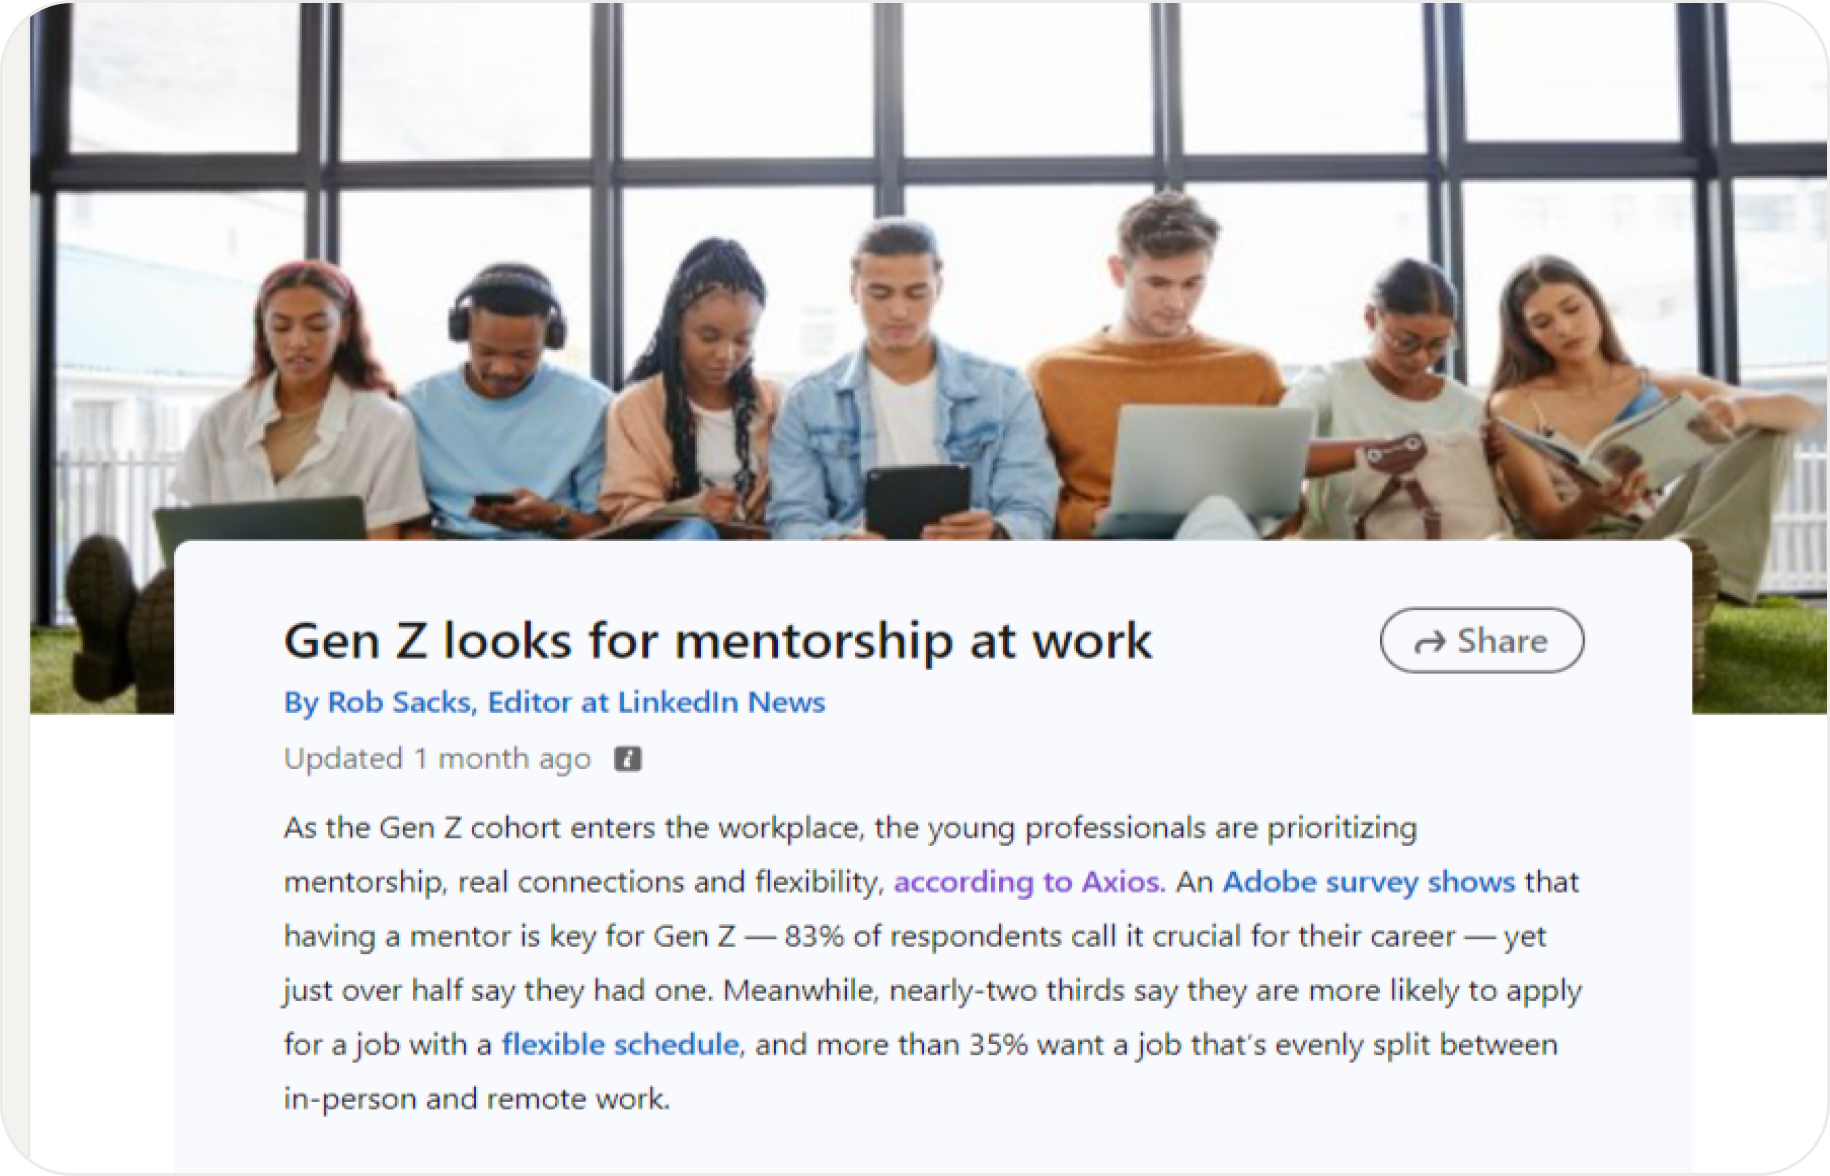 Gen Z looks for mentorship at work
Share
By Rob Sacks, Editor at LinkedIn News
Updated 1 month ago
As the Gen Z cohort enters the workplace, the young professionals are prioritizing
mentorship, real connections and flexibility, according to Axios. An Adobe survey shows that
having a mentor is key for Gen Z — 83% of respondents call it crucial for their career — yet
just over half say they had one. Meanwhile, nearly-two thirds say they are more likely to apply
for a job with a flexible schedule, and more than 35% want a job that's evenly split between
in-person and remote work.